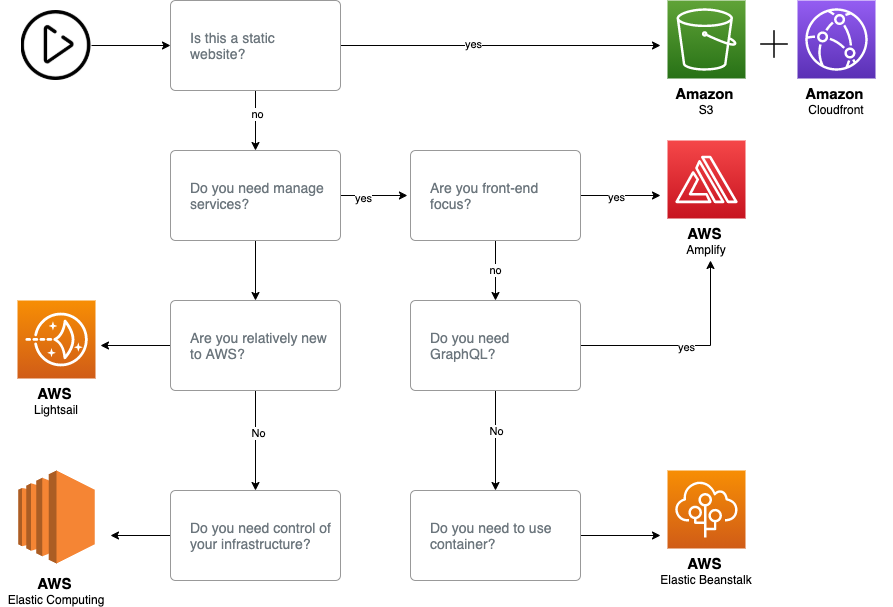 Is this a static
website?
yes
Amazon
S3
Amazon
Cloudfront
no
Do you need manage
services?
yes
Are you front-end
focus?
yes
AWS
Amplify
no
AWS
Lightsail
Are you relatively new
to AWS?
Do you need
GraphQL?
yes
No
No
AWS
Elastic Computing
Do you need control of
your infrastructure?
Do you need to use
container?
AWS
Elastic Beanstalk